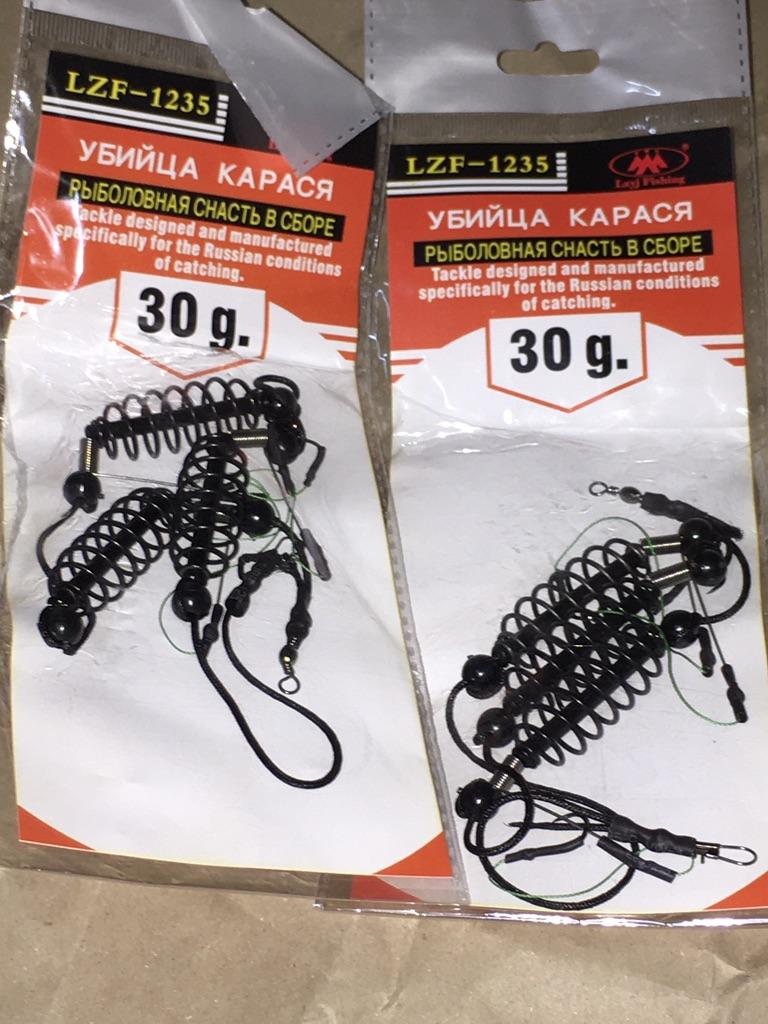 LZF-1235
УБИЙЦА КАРАСЯ
РЫБОЛОВНАЯ СНАСТЬ В СБОРЕ
Tackle designed and manufactured
specifically for the Russian conditions
of catching.
30 g.
LZF-1235
Lzyj Fishing
УБИЙЦА КАРАСЯ
РЫБОЛОВНАЯ СНАСТЬ В СБОРЕ
Tackle designed and manufactured
specifically for the Russian conditions
of catching.
30 g.